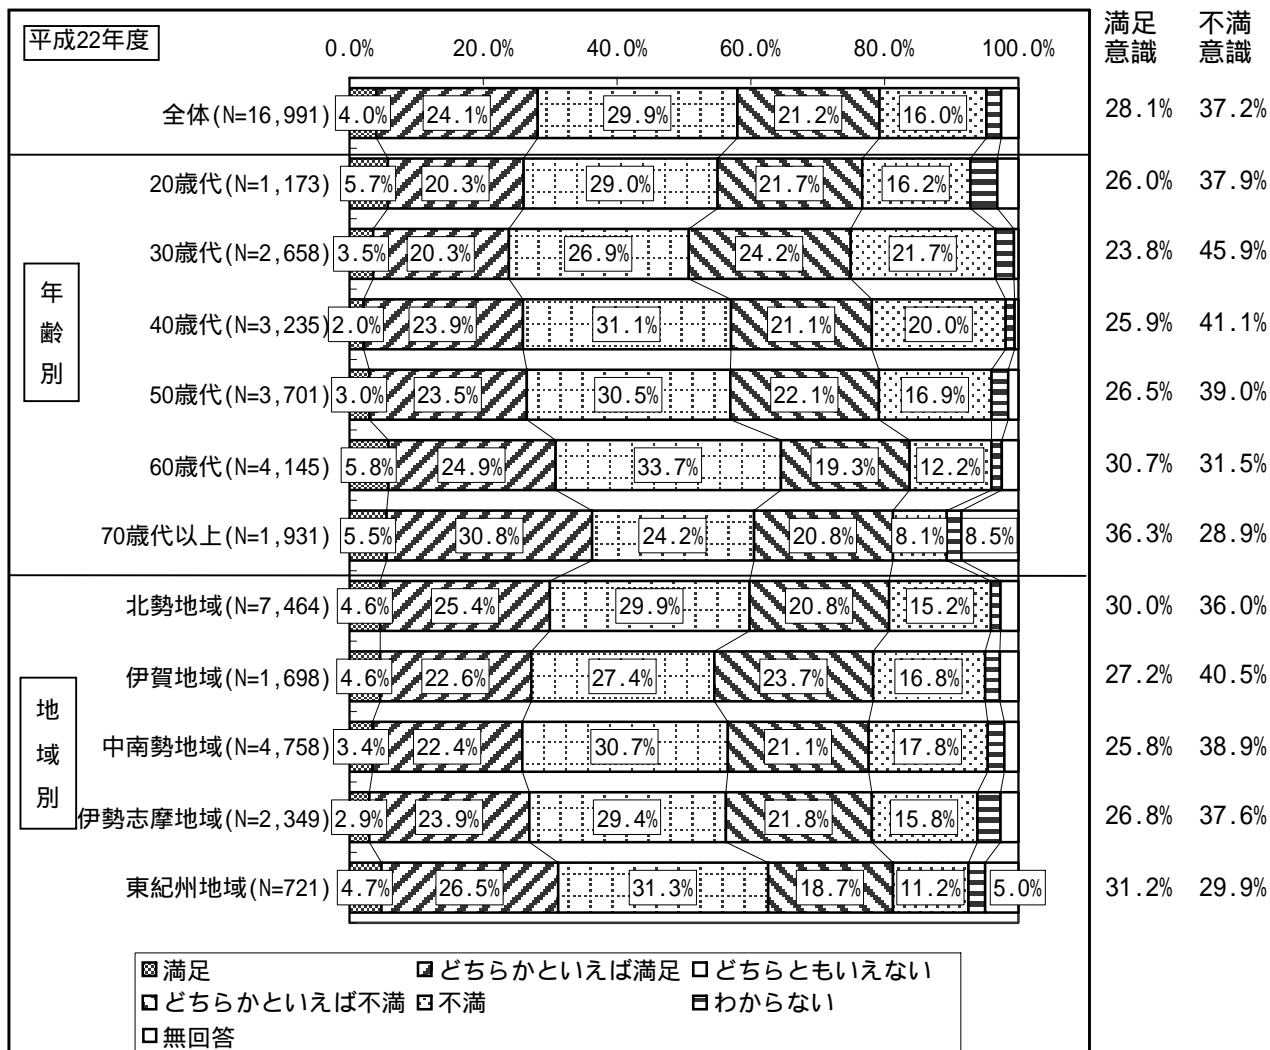 満足 不満
意識 意識
平成22年度
0.0% 20.0% 40.0% 60.0% 80.0% 100.0%
全体(N=16,991) 4.0% 24.1% 29.9% 21.2% 16.0% 28.1% 37.2%
年齢別
20歳代(N=1,173) 5.7% 20.3% 29.0% 21.7% 16.2% 26.0% 37.9%
30歳代(N=2,658) 3.5% 20.3% 26.9% 24.2% 21.7% 23.8% 45.9%
40歳代(N=3,235) 2.0% 23.9% 31.1% 21.1% 20.0% 25.9% 41.1%
50歳代(N=3,701) 3.0% 23.5% 30.5% 22.1% 16.9% 26.5% 39.0%
60歳代(N=4,145) 5.8% 24.9% 33.7% 19.3% 12.2% 30.7% 31.5%
70歳代以上(N=1,931) 5.5% 30.8% 24.2% 20.8% 8.1% 8.5% 36.3% 28.9%
地域別
北勢地域(N=7,464) 4.6% 25.4% 29.9% 20.8% 15.2% 30.0% 36.0%
伊賀地域(N=1,698) 4.6% 22.6% 27.4% 23.7% 16.8% 27.2% 40.5%
中南勢地域(N=4,758) 3.4% 22.4% 30.7% 21.1% 17.8% 25.8% 38.9%
伊勢志摩地域(N=2,349) 2.9% 23.9% 29.4% 21.8% 15.8% 26.8% 37.6%
東紀州地域(N=721) 4.7% 26.5% 31.3% 18.7% 11.2% 5.0% 31.2% 29.9%
満足 どちらかといえば満足 どちらともいえない
どちらかといえば不満 不満 わからない
無回答